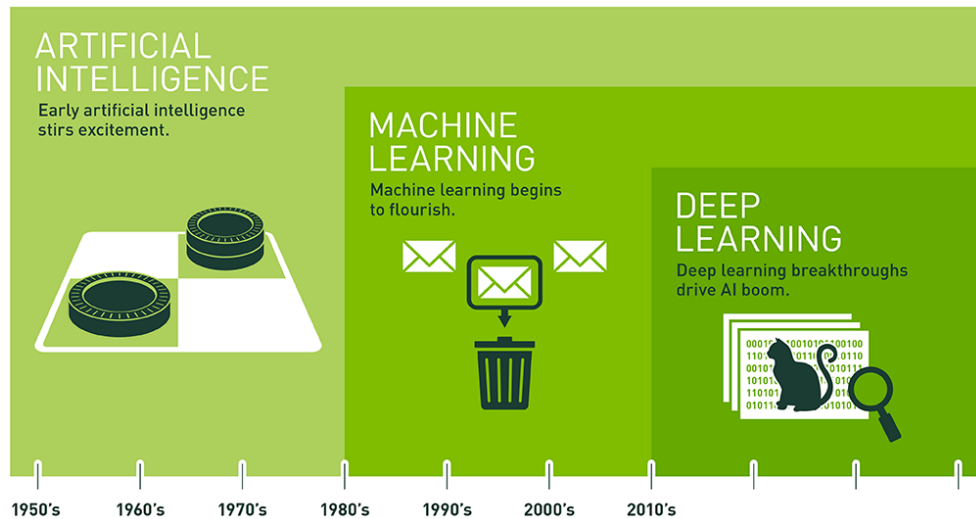 ARTIFICIAL
INTELLIGENCE
Early artificial intelligence
stirs excitement.
MACHINE
LEARNING
Machine learning begins
to flourish.
DEEP
LEARNING
Deep learning breakthroughs
drive AI boom.
1950's 1960's 1970's 1980's 1990's 2000's 2010's